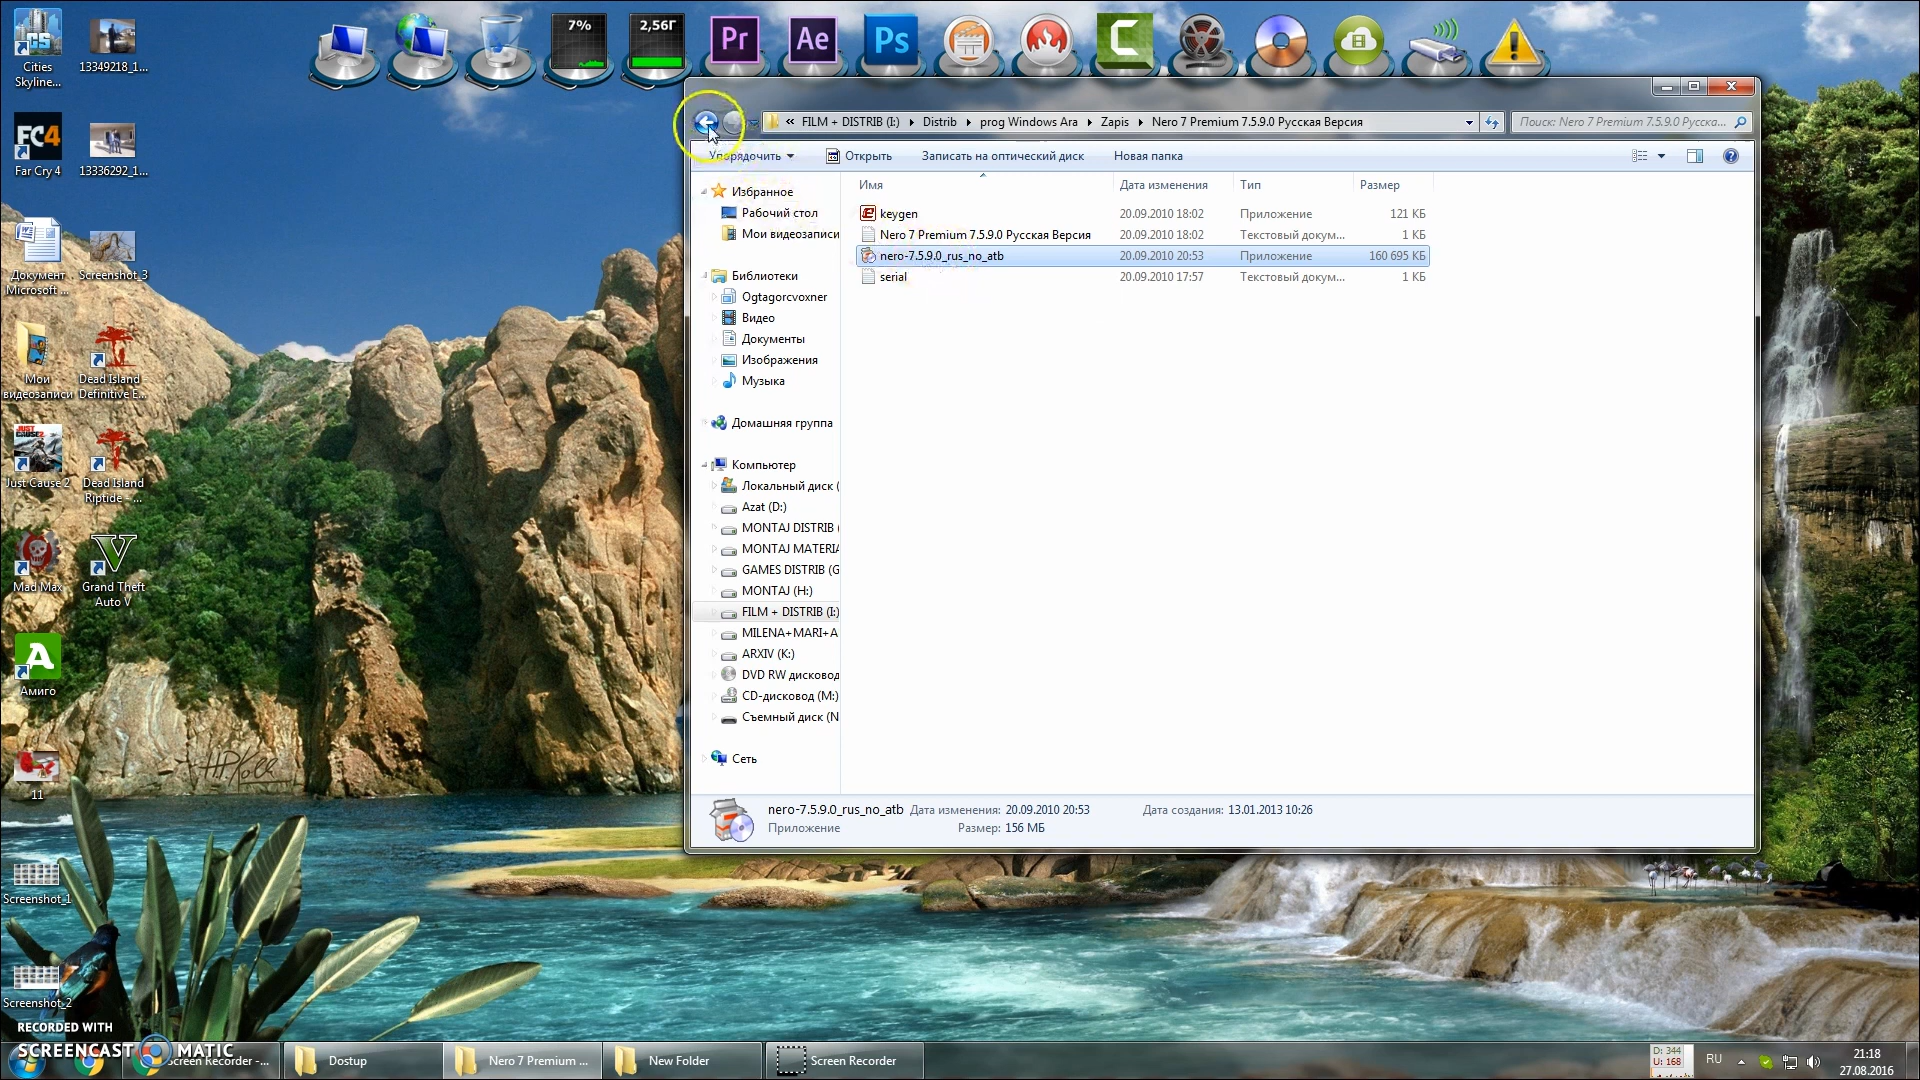 Cities
Skyline...
13349218_1...
7%
2,56Г
Pr
Ae
Ps
FC4
Far Cry 4
13336292_1...
Документ
Microsoft ...
Screenshot_3
Мои
видеозаписи
Dead Island -
Definitive E...
JUST CAUSE 2
Just Cause 2
Dead Island
Riptide - ...
Mad Max
Grand Theft
Auto V
Амиго
11
Screenshot_1
Screenshot_2
« FILM + DISTRIB (I:) Distrib prog Windows Ara Zapis Nero 7 Premium 7.5.9.0 Русская Версия
Поиск: Nero 7 Premium 7.5.9.0 Русска...
Упорядочить Открыть Записать на оптический диск Новая папка
Избранное
Рабочий стол
Мои видеозаписи
Библиотеки
Ogtagorcvoxner
Видео
Документы
Изображения
Музыка
Домашняя группа
Компьютер
Локальный диск (
Azat (D:)
MONTAJ DISTRIB (
MONTAJ MATERIA
GAMES DISTRIB (G
MONTAJ (H:)
FILM + DISTRIB (I:)
MILENA+MARI+A
ARXIV (K:)
DVD RW дисковод
CD-дисковод (M:)
Съемный диск (N
Сеть
Имя Дата изменения Тип Размер
keygen 20.09.2010 18:02 Приложение 121 КБ
Nero 7 Premium 7.5.9.0 Русская Версия 20.09.2010 18:02 Текстовый докум... 1 КБ
nero-7.5.9.0_rus_no_atb 20.09.2010 20:53 Приложение 160 695 КБ
serial 20.09.2010 17:57 Текстовый докум... 1 КБ
nero-7.5.9.0_rus_no_atb Дата изменения: 20.09.2010 20:53 Дата создания: 13.01.2013 10:26
Приложение Размер: 156 МБ
RECORDED WITH
SCREENCAST MATIC
Screen Recorder -...
Dostup
Nero 7 Premium ...
New Folder
Screen Recorder
D: 344
U: 168
RU
21:18
27.08.2016